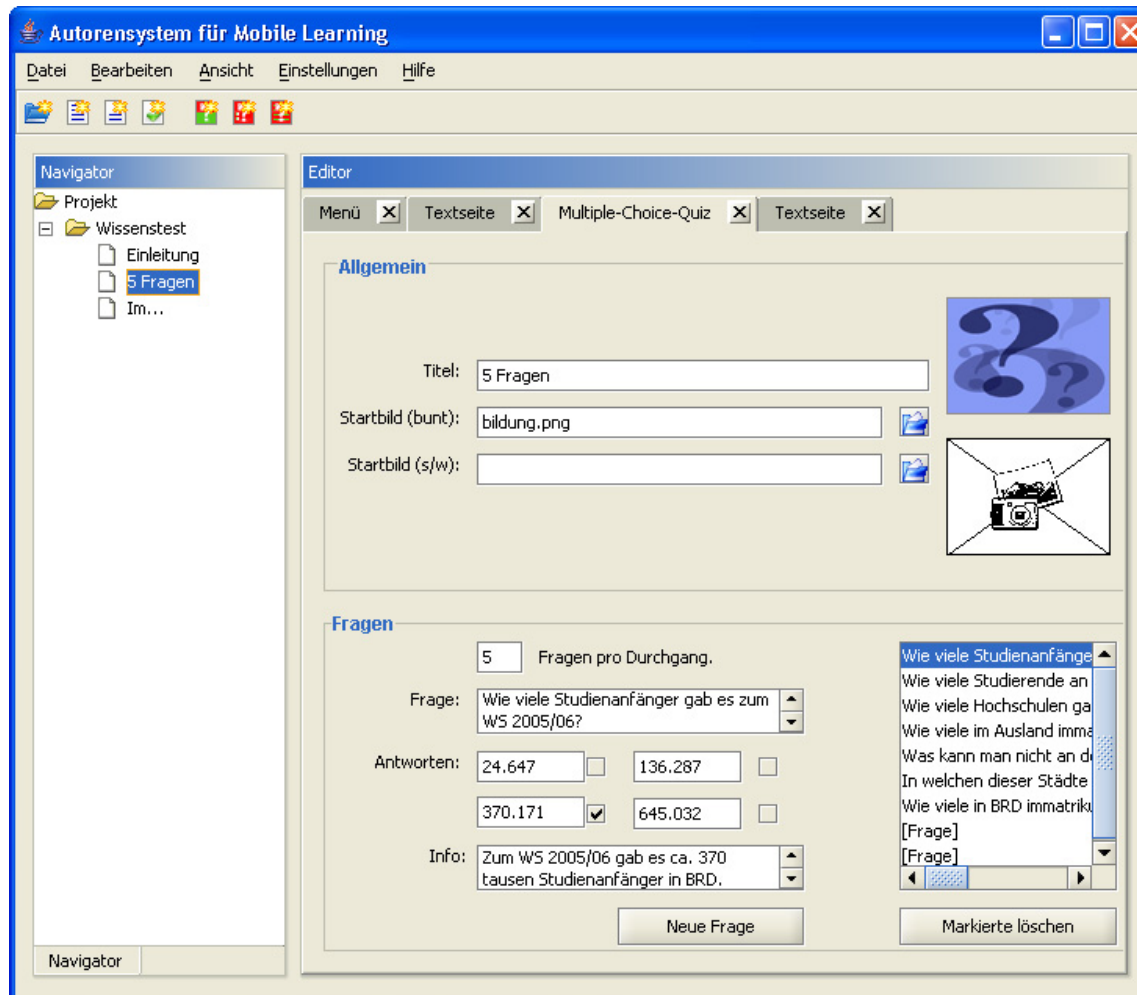 Autorensystem für Mobile Learning
Datei Bearbeiten Ansicht Einstellungen Hilfe
Navigator
Projekt
Wissenstest
Einleitung
5 Fragen
Im...
Navigator
Editor
Menü Textseite Multiple-Choice-Quiz Textseite
Allgemein
Titel: 5 Fragen
Startbild (bunt): bildung.png
Startbild (s/w):
Fragen
5 Fragen pro Durchgang.
Frage: Wie viele Studienanfänger gab es zum
WS 2005/06?
Antworten: 24.647 136.287
370.171 645.032
Info: Zum WS 2005/06 gab es ca. 370
tausen Studienanfänger in BRD.
Neue Frage
Wie viele Studienanfänge
Wie viele Studierende an
Wie viele Hochschulen ga
Wie viele im Ausland imma
Was kann man nicht an de
In welchen dieser Städte
Wie viele in BRD immatriku
[Frage]
[Frage]
Markierte löschen